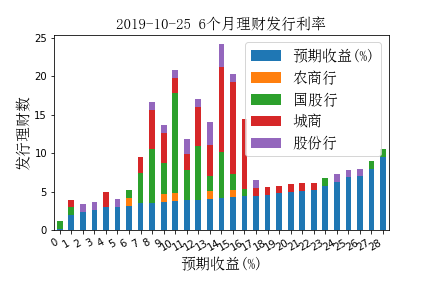 2019-10-25 6个月理财发行利率
25
20
15
10
5
0
发行理财数
预期收益(%)
农商行
国股行
城商
股份行
0 1 2 3 4 5 6 7 8 9 10 11 12 13 14 15 16 17 18 19 20 21 22 23 24 25 26 27 28
预期收益(%)